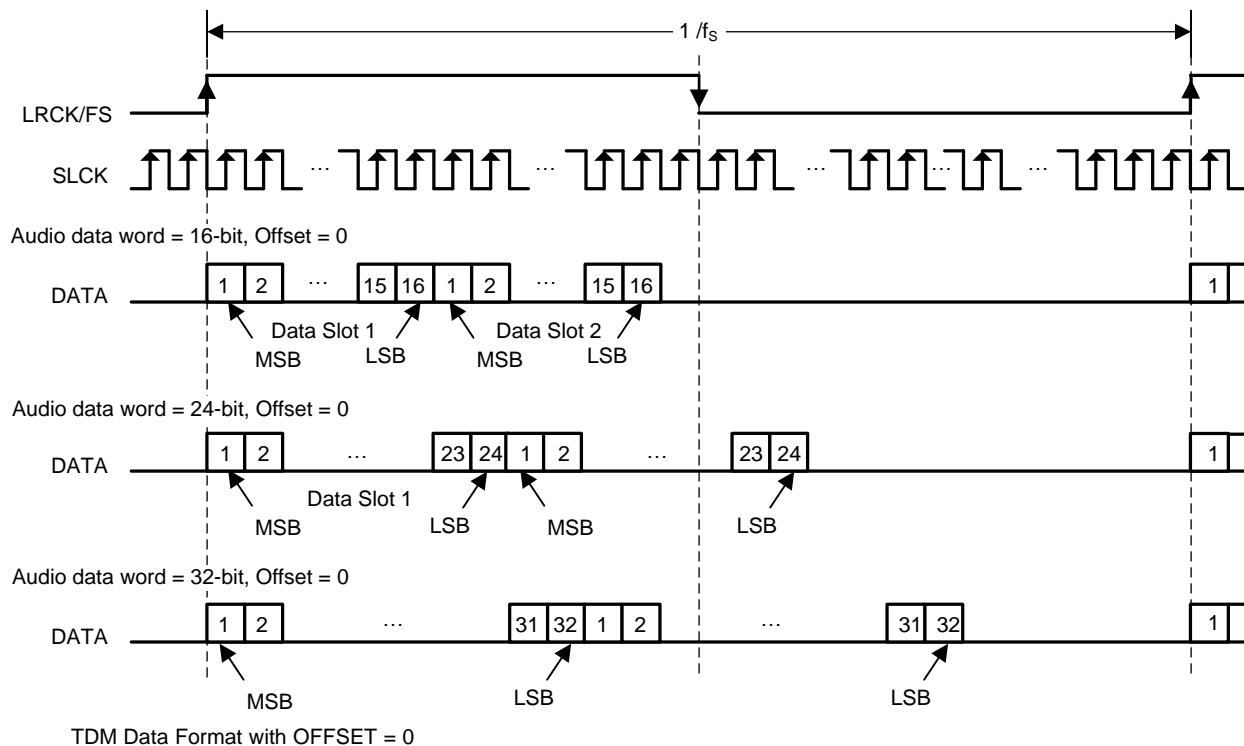 1 /fS
LRCK/FS
SLCK
… … … … …
Audio data word = 16-bit, Offset = 0
DATA
1 2 … 15 16 1 2 … 15 16 1
Data Slot 1 Data Slot 2
MSB LSB MSB LSB
Audio data word = 24-bit, Offset = 0
DATA
1 2 … 23 24 1 2 … 23 24 1
Data Slot 1
MSB LSB MSB LSB
Audio data word = 32-bit, Offset = 0
DATA
1 2 … 31 32 1 2 … 31 32 1
MSB LSB LSB
TDM Data Format with OFFSET = 0